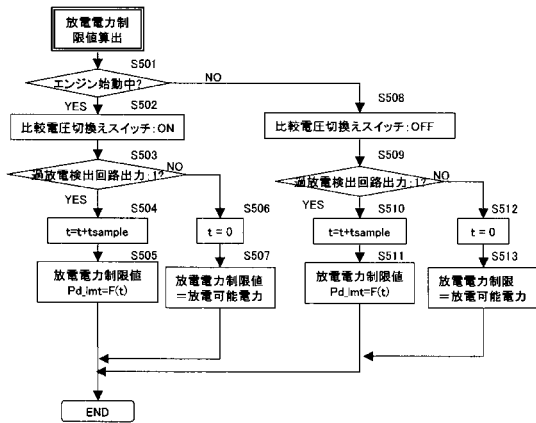 放電電力制
限値算出
S501
エンジン始動中?
NO
YES
S502
比較電圧切換えスイッチ:ON
S503
過放電検出回路出力:1?
NO
YES
S504
t=t+tsample
S505
放電電力制限値
Pd_imt=F(t)
S506
t = 0
S507
放電電力制限値
=放電可能電力
S508
比較電圧切換えスイッチ:OFF
S509
過放電検出回路出力:1?
NO
YES
S510
t=t+tsample
S511
放電電力制限値
Pd_lmt=F(t)
S512
t = 0
S513
放電電力制限
=放電可能電力
END